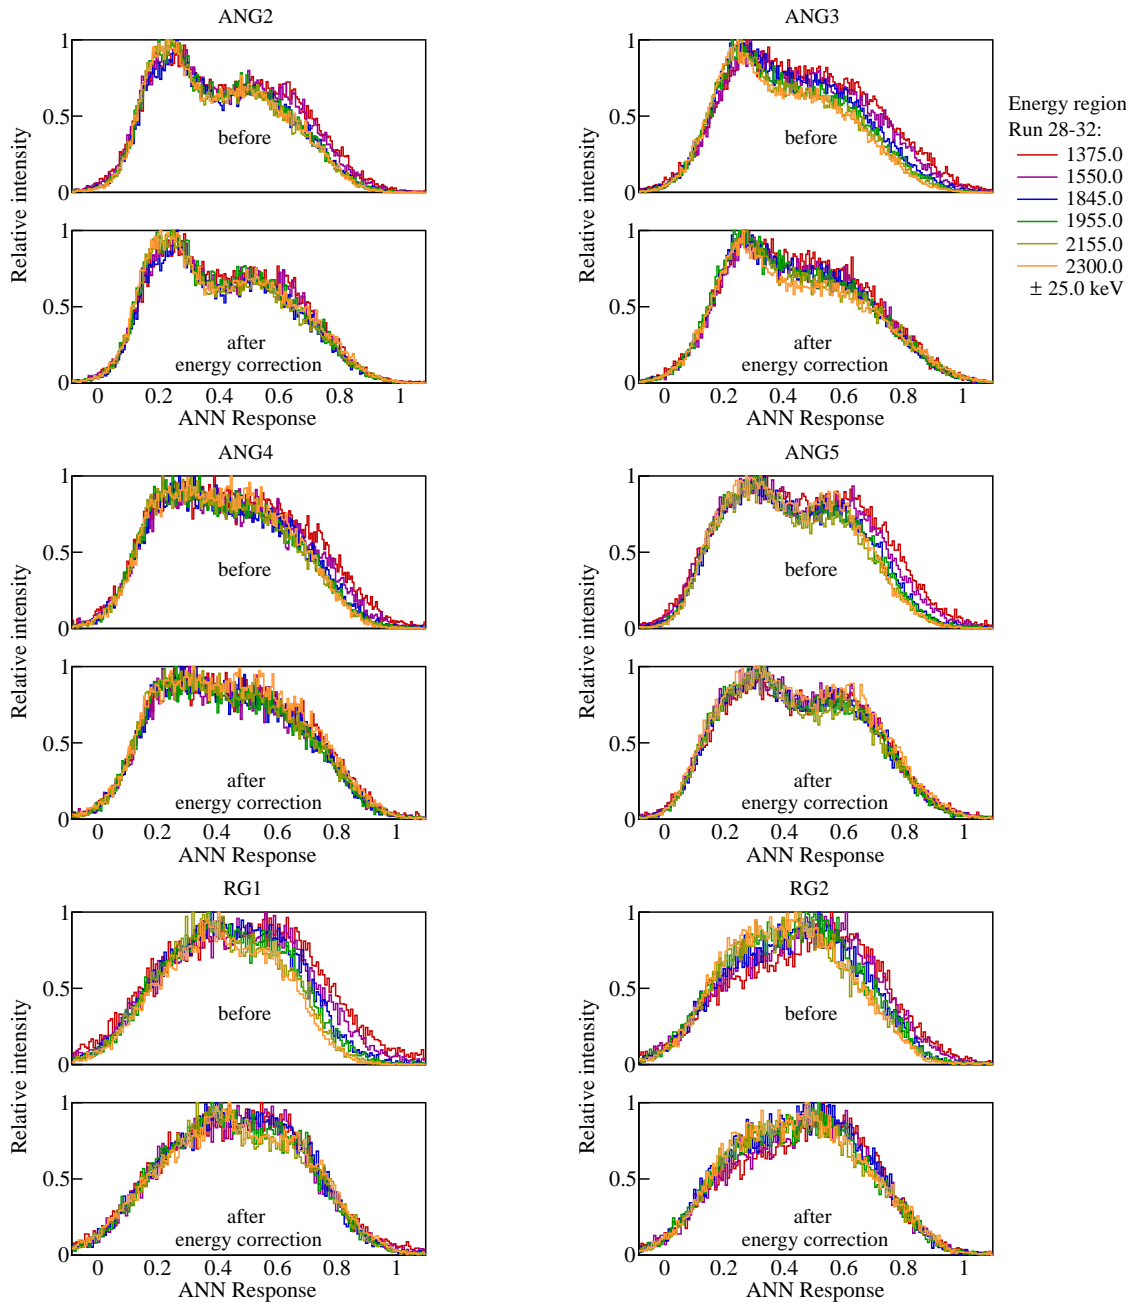 ANG2
ANG3
Relative intensity
1
0.5
0
before
1
0.5
0
after
energy correction
0
0.2
0.4
0.6
0.8
1
ANN Response
Relative intensity
1
0.5
0
before
1
0.5
0
after
energy correction
0
0.2
0.4
0.6
0.8
1
ANN Response
Energy region
Run 28-32:
1375.0
1550.0
1845.0
1955.0
2155.0
2300.0
± 25.0 keV
ANG4
ANG5
Relative intensity
1
0.5
0
before
1
0.5
0
after
energy correction
0
0.2
0.4
0.6
0.8
1
ANN Response
Relative intensity
1
0.5
0
before
1
0.5
0
after
energy correction
0
0.2
0.4
0.6
0.8
1
ANN Response
RG1
RG2
Relative intensity
1
0.5
0
before
1
0.5
0
after
energy correction
0
0.2
0.4
0.6
0.8
1
ANN Response
Relative intensity
1
0.5
0
before
1
0.5
0
after
energy correction
0
0.2
0.4
0.6
0.8
1
ANN Response